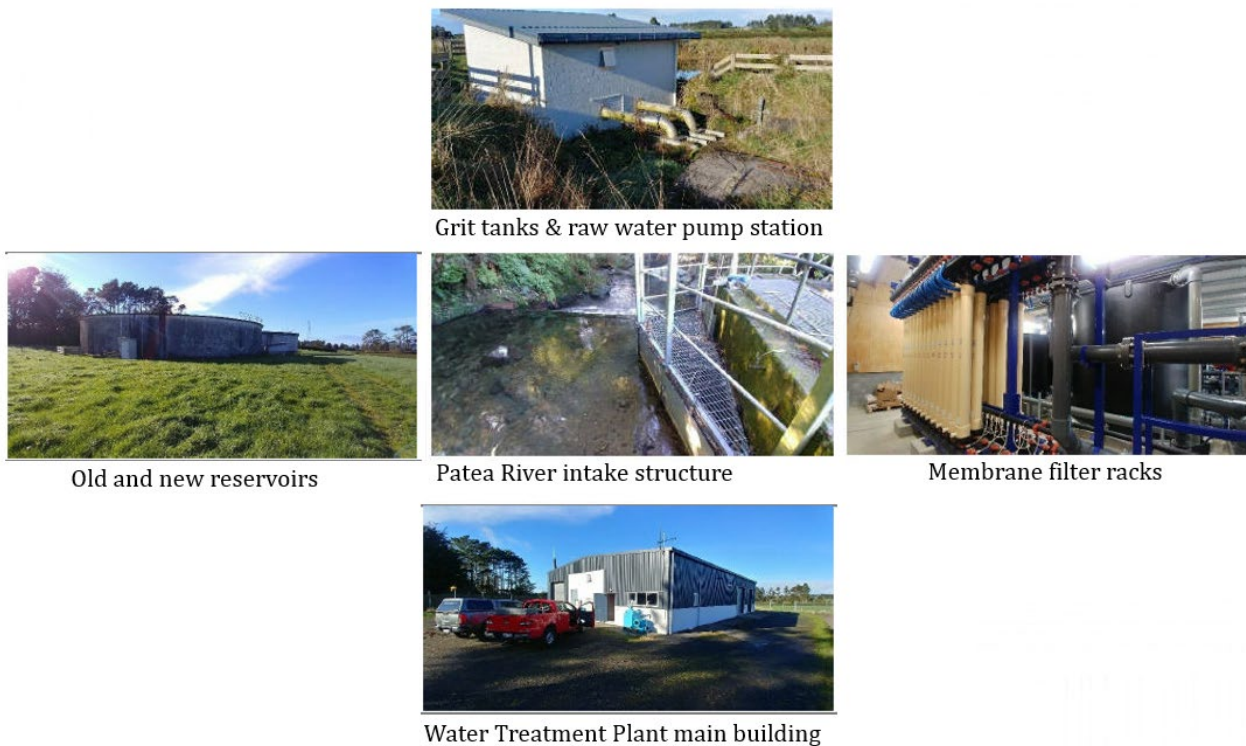 Grit tanks & raw water pump station
Old and new reservoirs
Patea River intake structure
Membrane filter racks
Water Treatment Plant main building